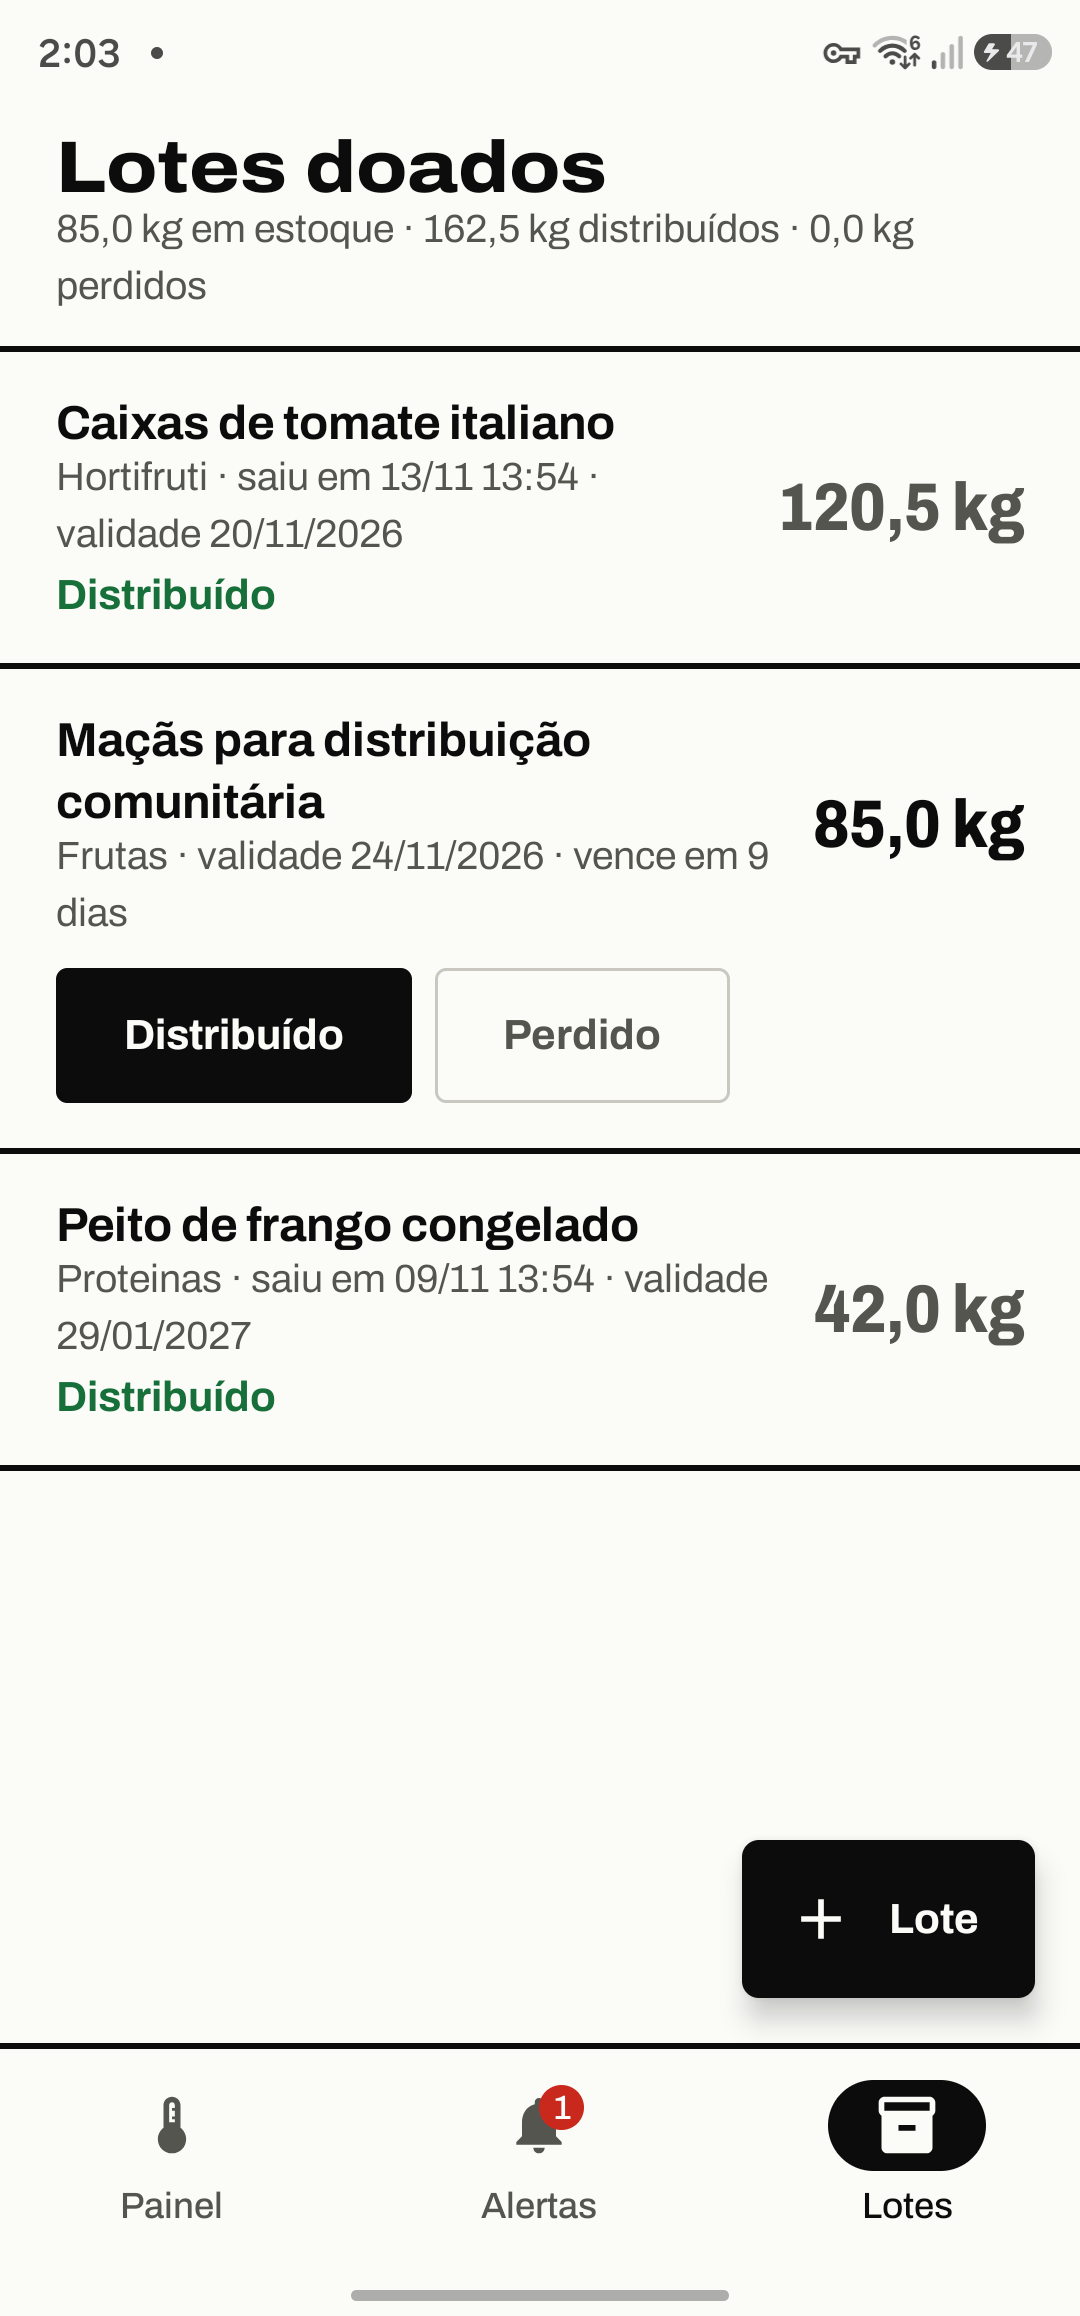 2:03
6
47
Lotes doados
85,0 kg em estoque · 162,5 kg distribuídos · 0,0 kg
perdidos
Caixas de tomate italiano
Hortifruti · saiu em 13/11 13:54 ·
validade 20/11/2026
120,5 kg
Distribuído
Maçãs para distribuição
comunitária
Frutas · validade 24/11/2026 · vence em 9
dias
85,0 kg
Distribuído
Perdido
Peito de frango congelado
Proteinas · saiu em 09/11 13:54 · validade
29/01/2027
42,0 kg
Distribuído
+ Lote
1
Painel
Alertas
Lotes